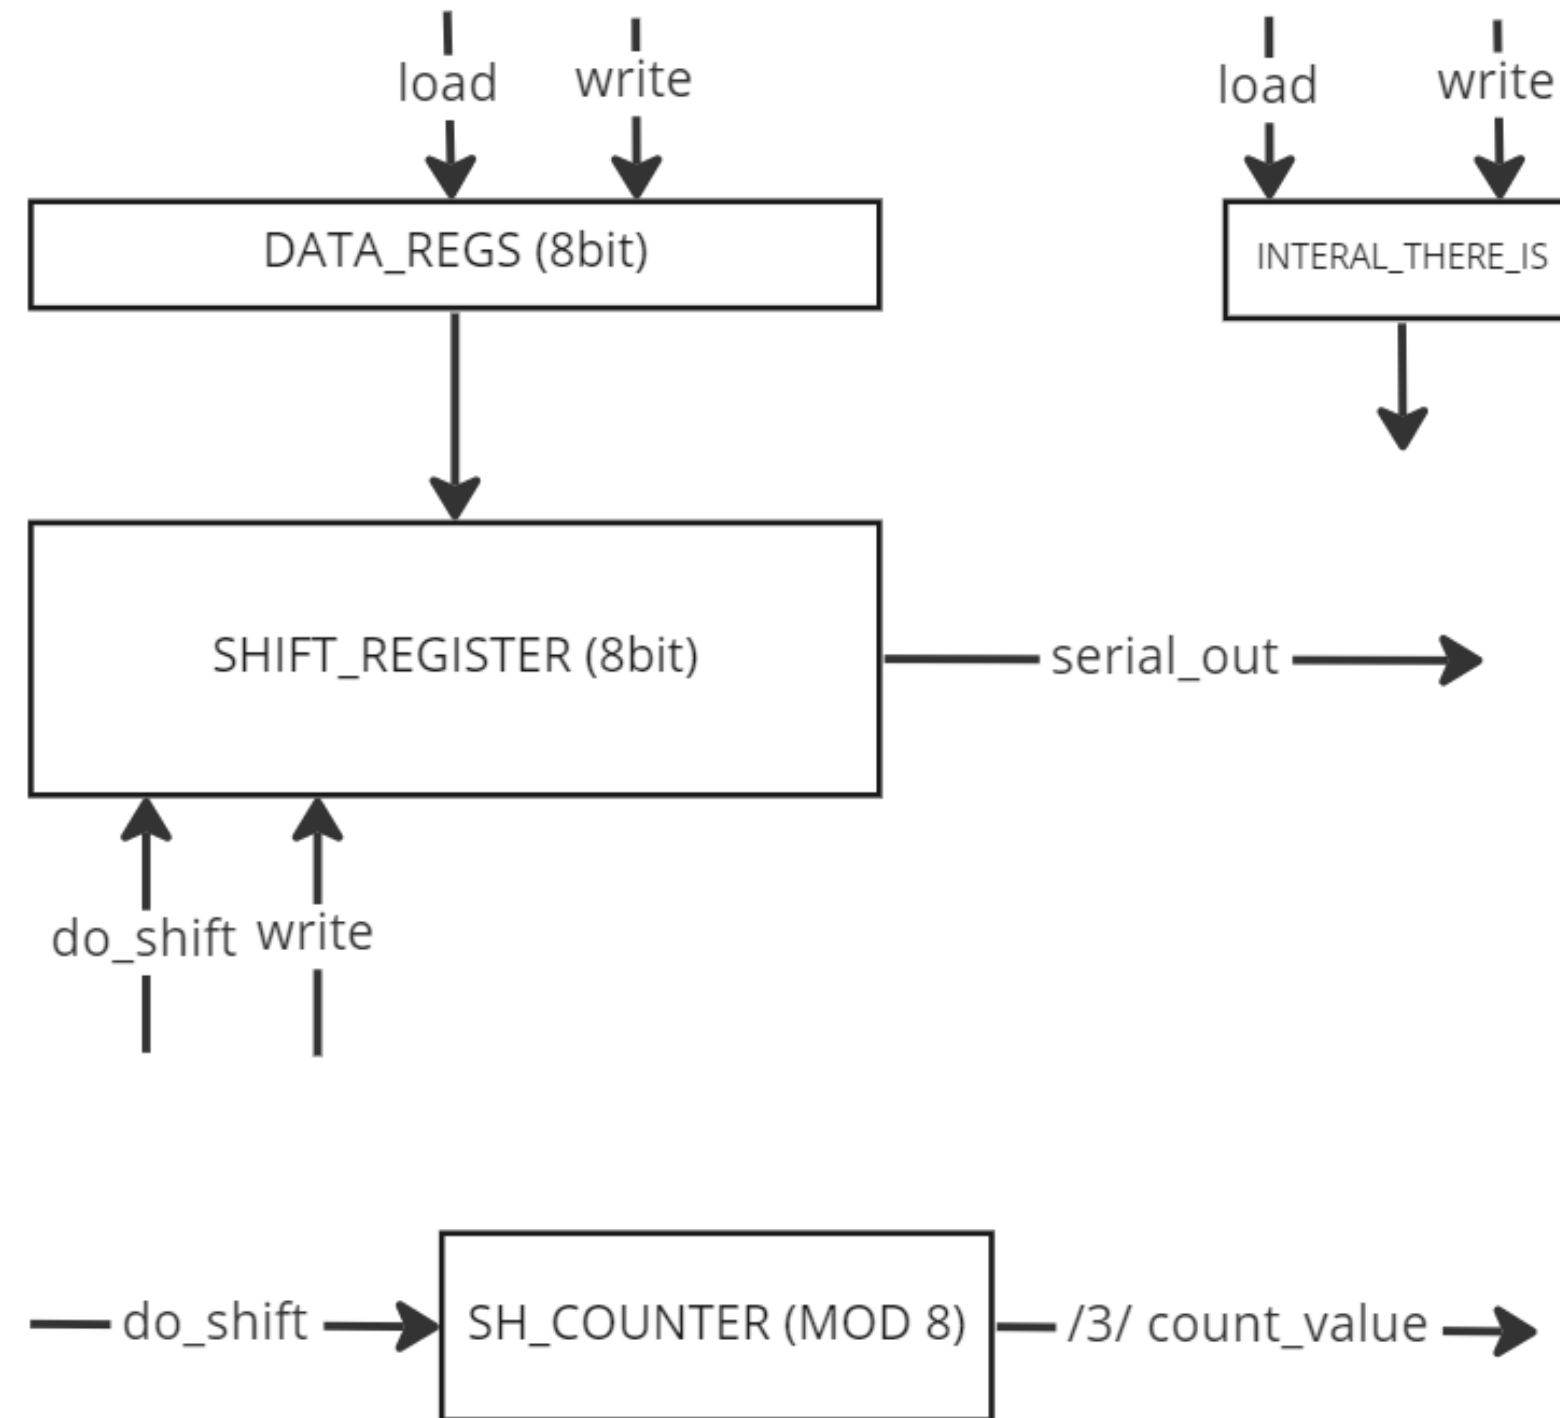 load
write
load
write
DATA_REGS (8bit)
INTERAL_THERE_IS
SHIFT_REGISTER (8bit)
serial_out
do_shift
write
do_shift
SH_COUNTER (MOD 8)
/3/ count_value